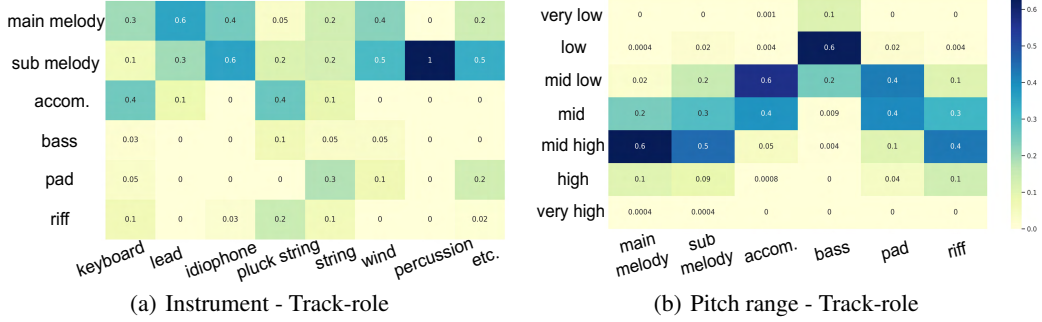 main melody 0.3 0.6 0.4 0.05 0.2 0.4 0 0.2
sub melody 0.1 0.3 0.6 0.2 0.2 0.5 1 0.5
accom. 0.4 0.1 0 0.4 0.1 0 0 0
bass 0.03 0 0 0.1 0.05 0.05 0 0
pad 0.05 0 0 0 0.3 0.1 0 0.2
riff 0.1 0 0.03 0.2 0.1 0 0 0.02
keyboard lead idiophone pluck string string wind percussion etc.
(a) Instrument - Track-role
very low 0 0 0.001 0.1 0 0
low 0.0004 0.02 0.004 0.6 0.02 0.004
mid low 0.02 0.2 0.6 0.2 0.4 0.1
mid 0.2 0.3 0.4 0.009 0.4 0.3
mid high 0.6 0.5 0.05 0.004 0.1 0.4
high 0.1 0.09 0.0008 0 0.04 0.1
very high 0.0004 0.0004 0 0 0 0
main melody sub melody accom. bass pad riff
0.6
0.5
0.4
0.3
0.2
0.1
0.0
(b) Pitch range - Track-role